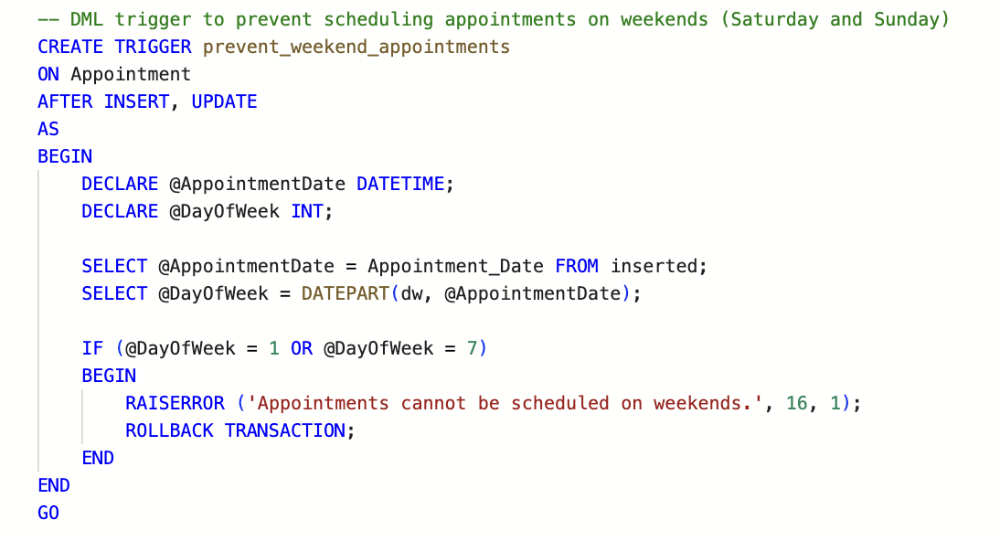 -- DML trigger to prevent scheduling appointments on weekends (Saturday and Sunday)
CREATE TRIGGER prevent_weekend_appointments
ON Appointment
AFTER INSERT, UPDATE
AS
BEGIN
    DECLARE @AppointmentDate DATETIME;
    DECLARE @DayOfWeek INT;

    SELECT @AppointmentDate = Appointment_Date FROM inserted;
    SELECT @DayOfWeek = DATEPART(dw, @AppointmentDate);

    IF (@DayOfWeek = 1 OR @DayOfWeek = 7)
    BEGIN
        RAISERROR ('Appointments cannot be scheduled on weekends.', 16, 1);
        ROLLBACK TRANSACTION;
    END
END
GO